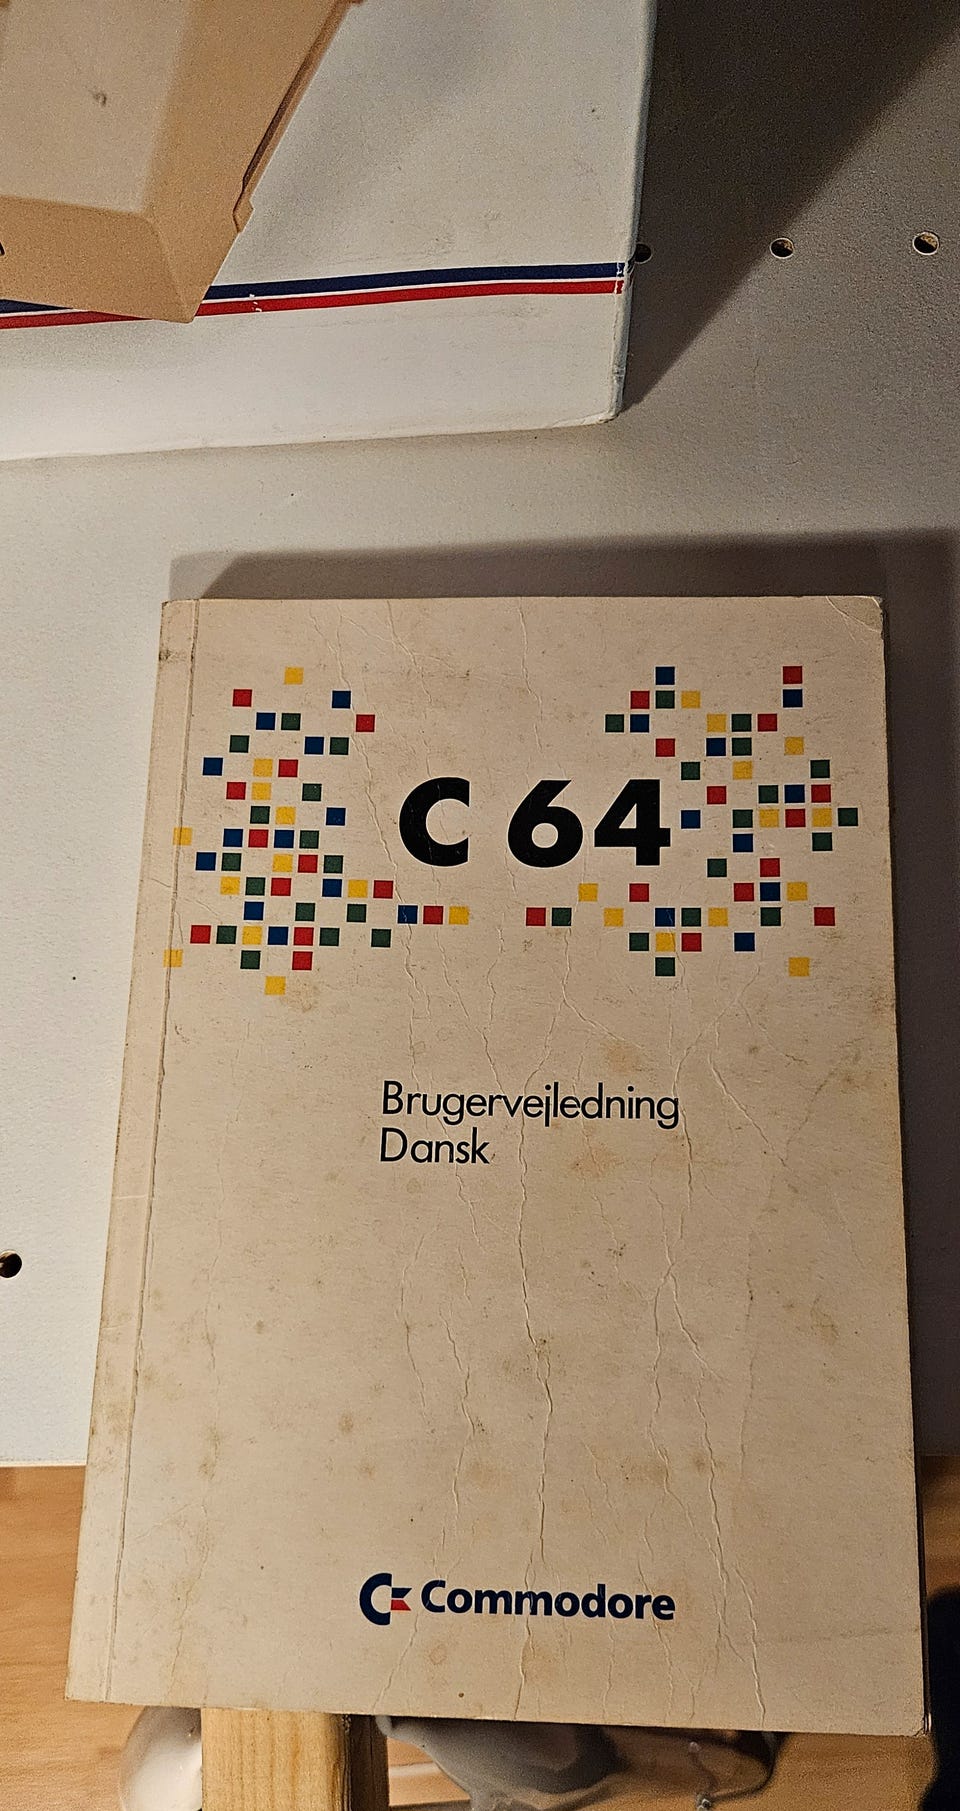 C 64
Brugervejledning
Dansk
Commodore